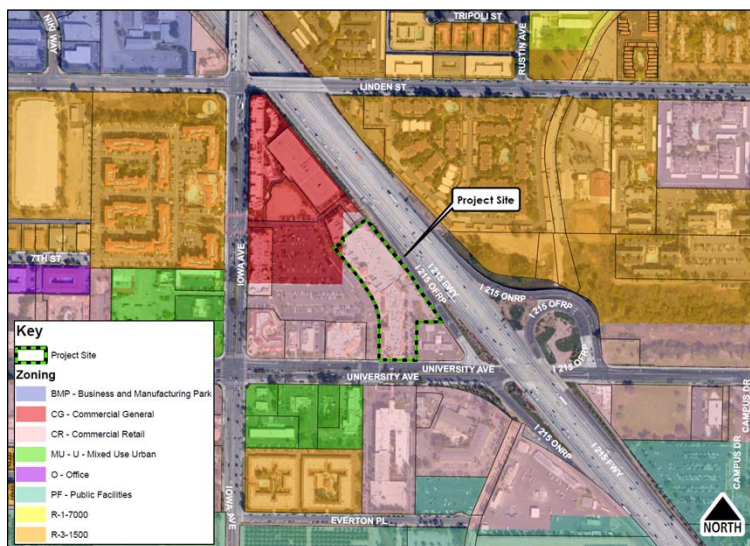 TRIPOLI ST
RUSTIN AVE
LINDEN ST
Project Site
7TH ST
IOWA AVE
I 215 FWY
I 215 OFRP
I 215 ONRP
I 215 OFRP
I 215 OFRP
UNIVERSITY AVE
UNIVERSITY AVE
I 215 ONRP
I 215 FWY
CAMPUS DR
CAMPUS DR
IOWA AVE
EVERTON PL
NORTH
Key
Project Site
Zoning
BMP - Business and Manufacturing Park
CG - Commercial General
CR - Commercial Retail
MU - U - Mixed Use Urban
O - Office
PF - Public Facilities
R-1-7000
R-3-1500